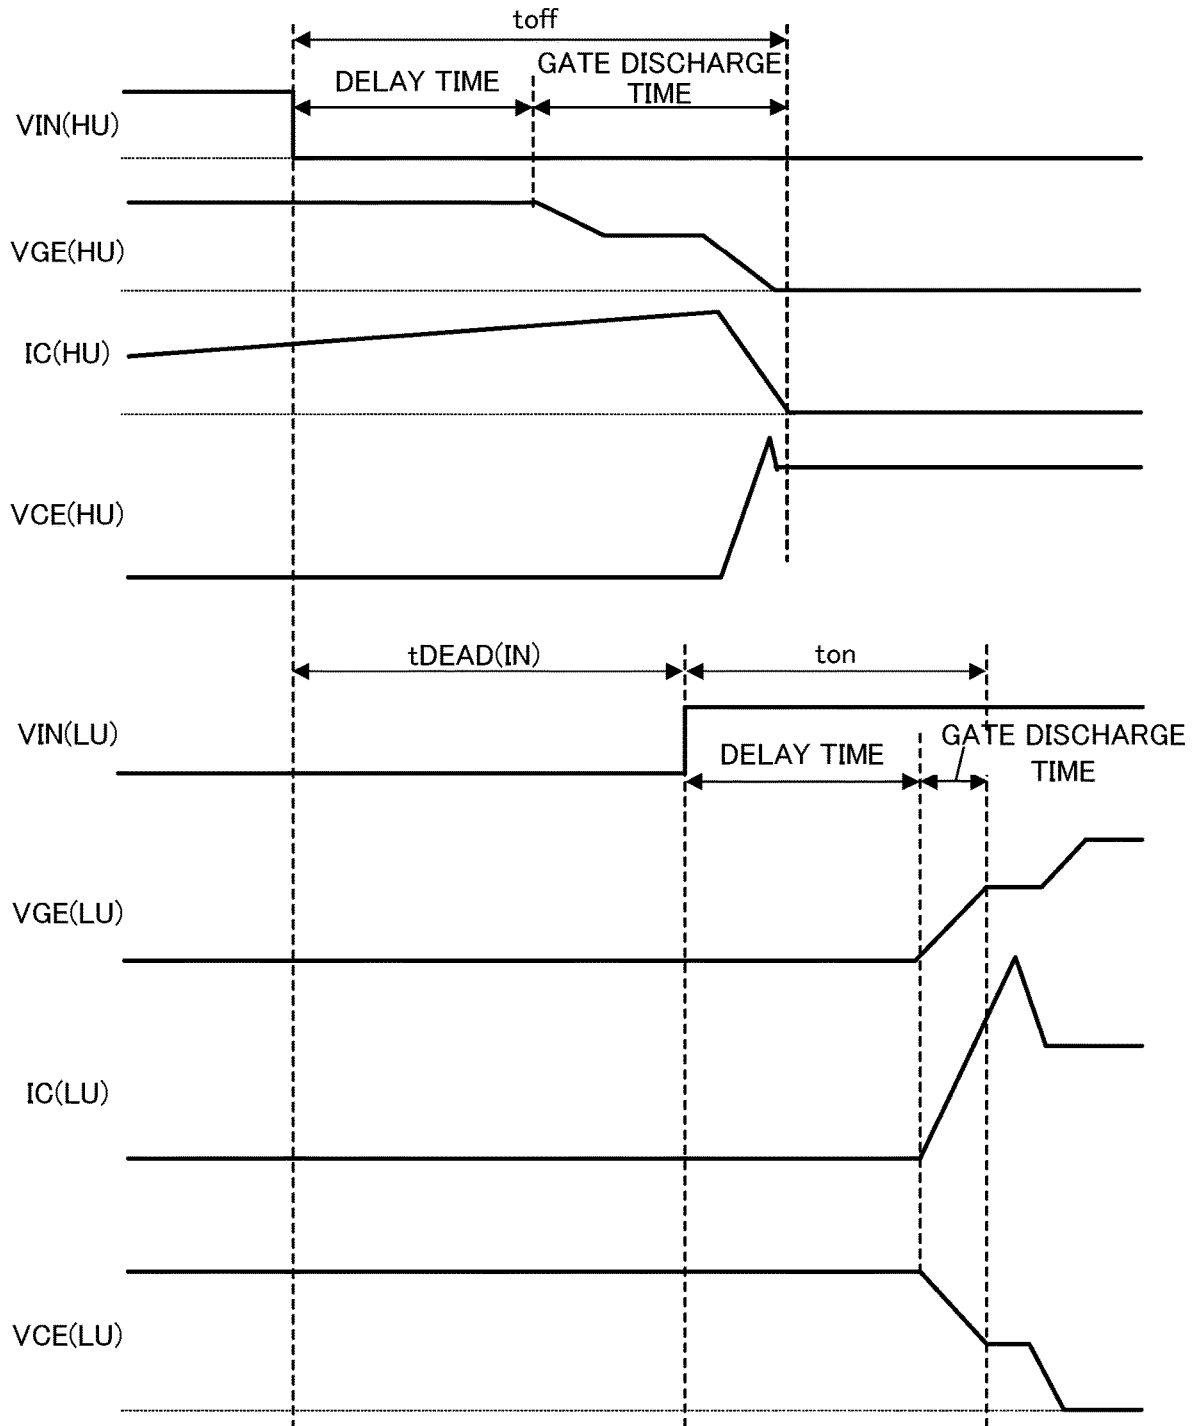 toff
DELAY TIME
GATE DISCHARGE
TIME
VIN(HU)
VGE(HU)
IC(HU)
VCE(HU)
tDEAD(IN)
ton
VIN(LU)
DELAY TIME
GATE DISCHARGE
TIME
VGE(LU)
IC(LU)
VCE(LU)